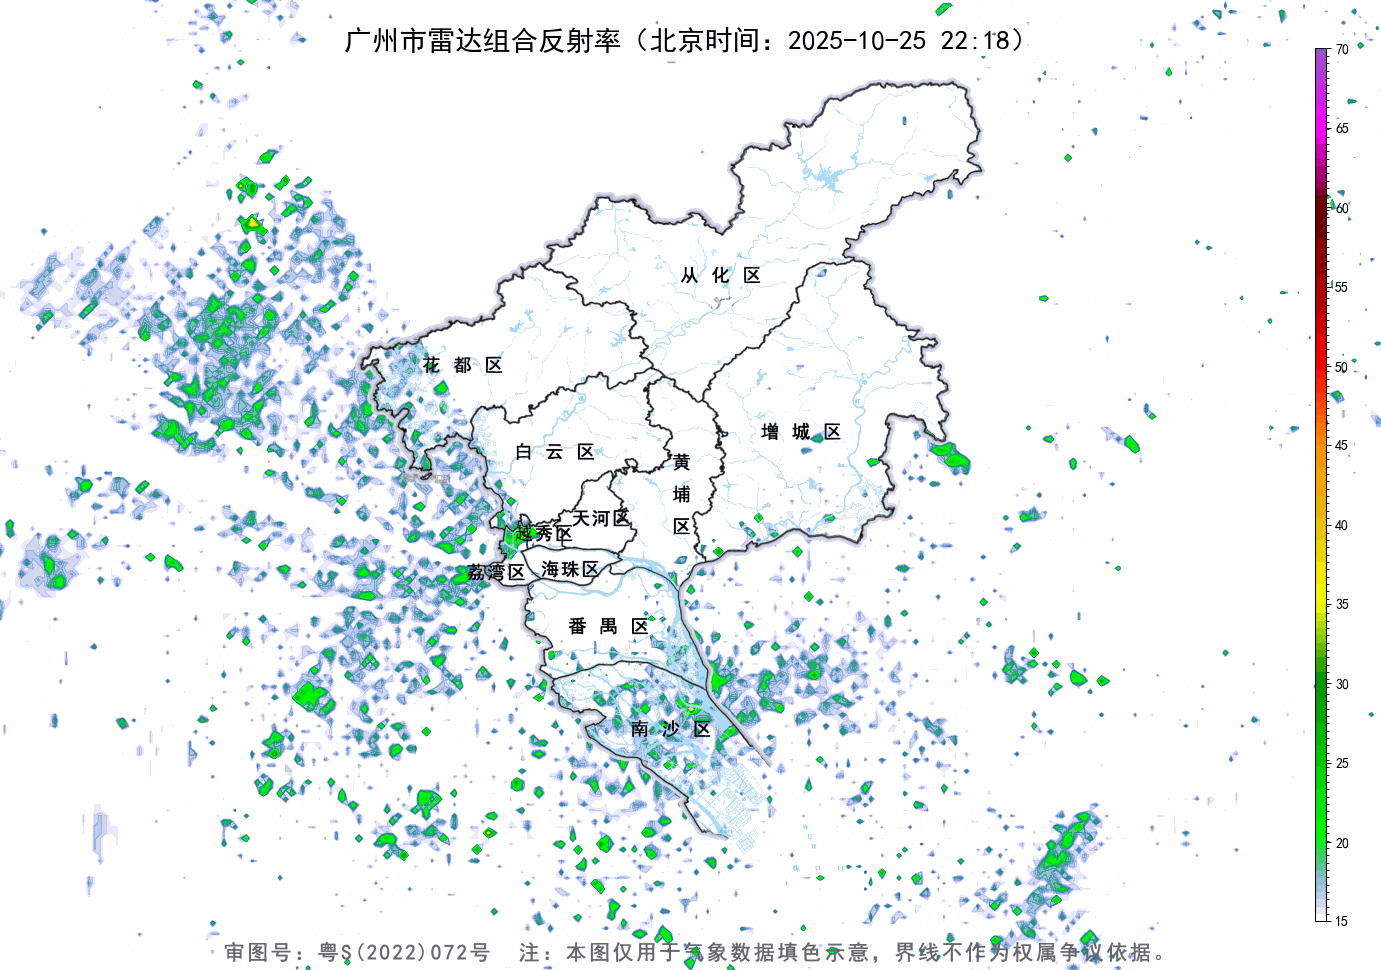 广州市雷达组合反射率（北京时间：2025-10-25 22:18）
70
65
60
55
50
45
40
35
30
25
20
15
从化区
花都区
增城区
白云区
黄埔区
天河区
越秀区
海珠区
荔湾区
番禺区
南沙区
审图号：粤S(2022)072号 注：本图仅用于气象数据填色示意，界线不作为权属争议依据。